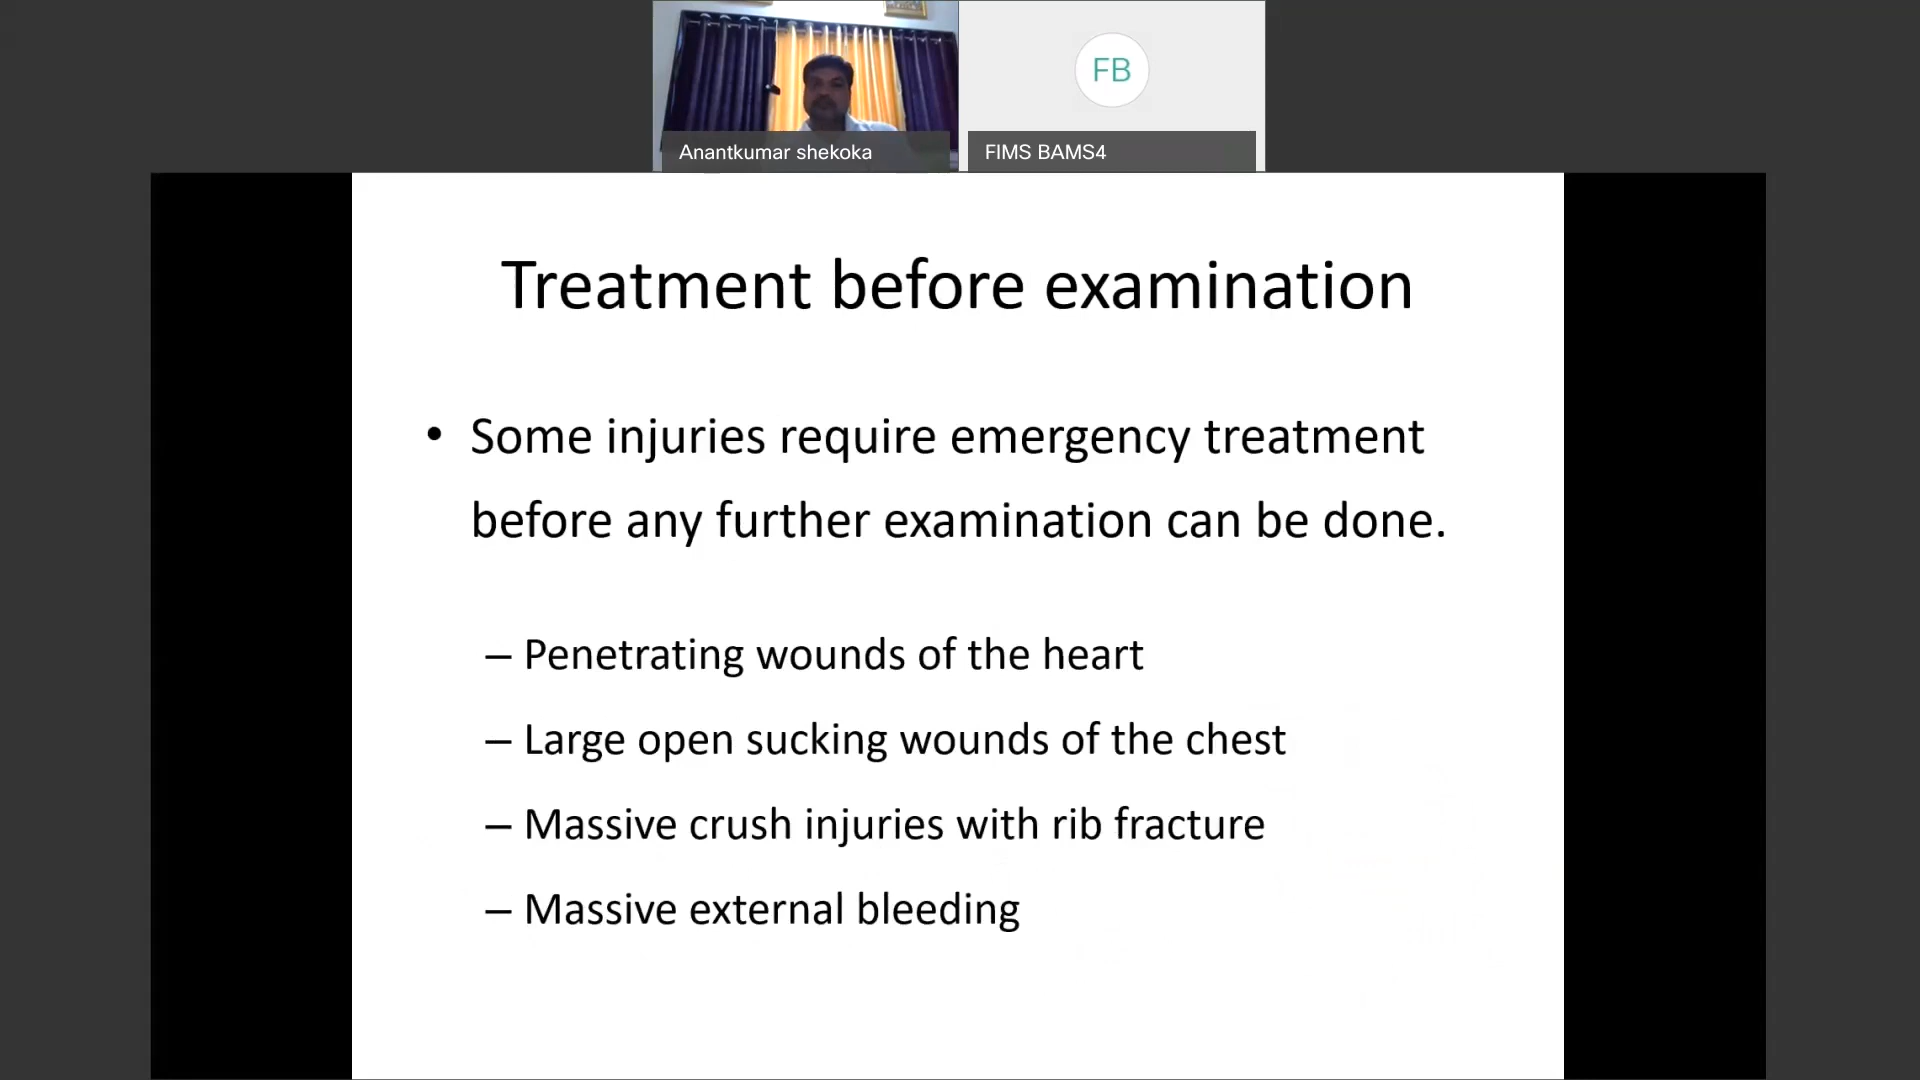 FB
Anantkumar shekoka
FIMS BAMS4
Treatment before examination
• Some injuries require emergency treatment
before any further examination can be done.
– Penetrating wounds of the heart
– Large open sucking wounds of the chest
– Massive crush injuries with rib fracture
– Massive external bleeding